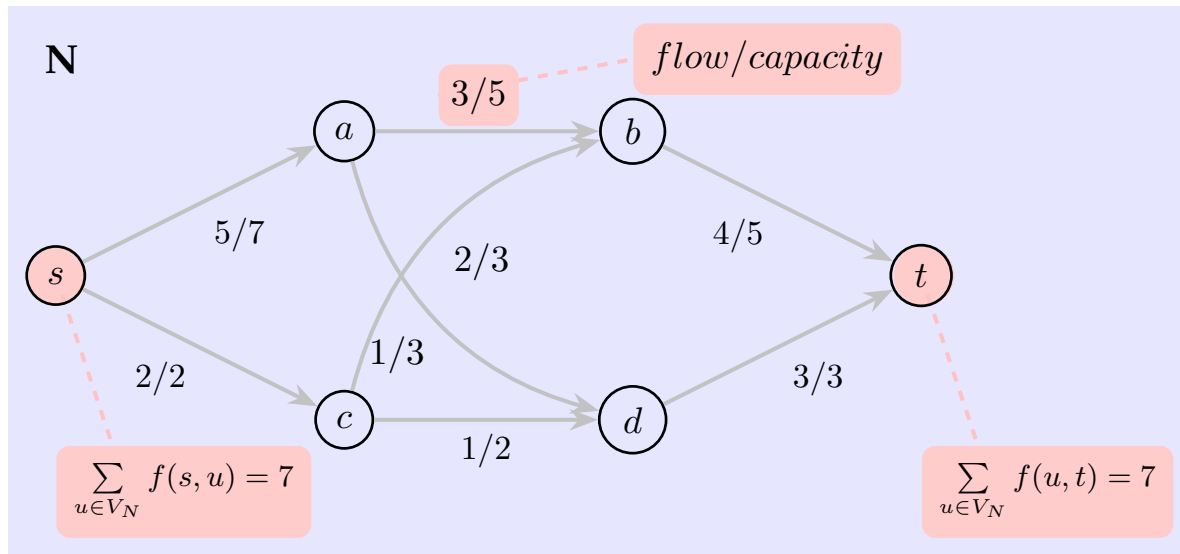 N
flow/capacity
3/5
a
b
5/7
4/5
2/3
s
t
1/3
2/2
3/3
c
d
1/2
∑ f(s, u) = 7
u∈V_N
∑ f(u, t) = 7
u∈V_N